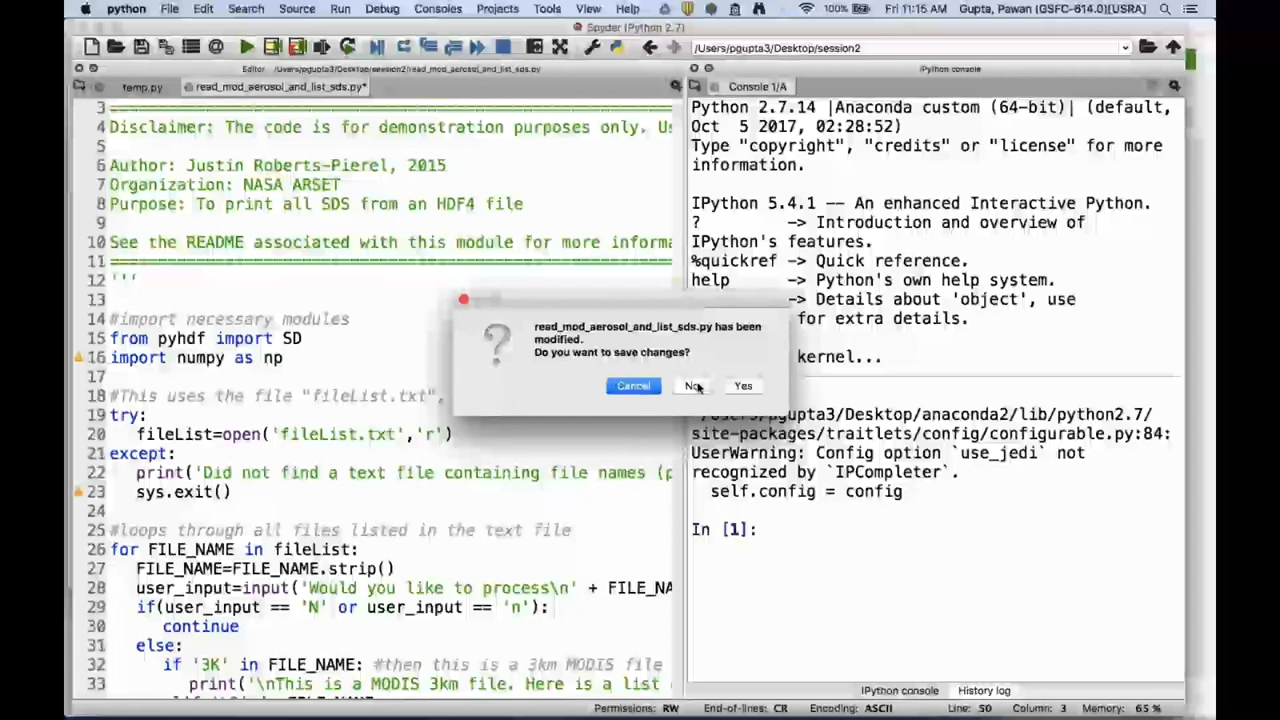 python File Edit Search Source Run Debug Consoles Projects Tools View Help 100% Fri 11:15 AM Gupta, Pawan (GSFC-614.0)[USRA]
Spyder (Python 2.7)
/Users/pgupta3/Desktop/session2
Editor - /Users/pgupta3/Desktop/session2/read_mod_aerosol_and_list_sds.py
IPython console
temp.py
read_mod_aerosol_and_list_sds.py*
Console 1/A
3 ================================================================
4 Disclaimer: The code is for demonstration purposes only. Us
5
6 Author: Justin Roberts-Pierel, 2015
7 Organization: NASA ARSET
8 Purpose: To print all SDS from an HDF4 file
9
10 See the README associated with this module for more informa
11 ================================================================
12 '''
13
14 #import necessary modules
15 from pyhdf import SD
16 import numpy as np
17
18 #This uses the file "fileList.txt",
19 try:
20 fileList=open('fileList.txt','r')
21 except:
22 print('Did not find a text file containing file names (p
23 sys.exit()
24
25 #loops through all files listed in the text file
26 for FILE_NAME in fileList:
27 FILE_NAME=FILE_NAME.strip()
28 user_input=input('Would you like to process\n' + FILE_NA
29 if(user_input == 'N' or user_input == 'n'):
30 continue
31 else:
32 if '3K' in FILE_NAME: #then this is a 3km MODIS file
33 print('\nThis is a MODIS 3km file. Here is a list
Python 2.7.14 |Anaconda custom (64-bit)| (default,
Oct 5 2017, 02:28:52)
Type "copyright", "credits" or "license" for more
information.
IPython 5.4.1 -- An enhanced Interactive Python.
? -> Introduction and overview of
IPython's features.
%quickref -> Quick reference.
help -> Python's own help system.
-> Details about 'object', use
for extra details.
kernel...
/Users/pgupta3/Desktop/anaconda2/lib/python2.7/
site-packages/traitlets/config/configurable.py:84:
UserWarning: Config option `use_jedi` not
recognized by `IPCompleter`.
self.config = config
In [1]:
read_mod_aerosol_and_list_sds.py has been
modified.
Do you want to save changes?
Cancel No Yes
IPython console History log
Permissions: RW End-of-lines: CR Encoding: ASCII Line: 50 Column: 3 Memory: 65 %